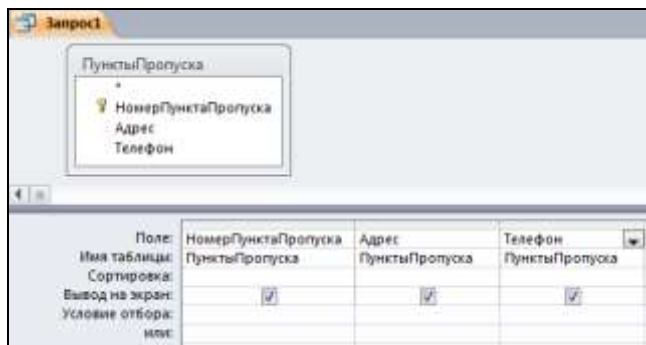 Запрос1
ПунктыПропуска
*
НомерПунктаПропуска
Адрес
Телефон
Поле: НомерПунктаПропуска Адрес Телефон
Имя таблицы: ПунктыПропуска ПунктыПропуска ПунктыПропуска
Сортировка:
Вывод на экран:
Условие отбора:
или: